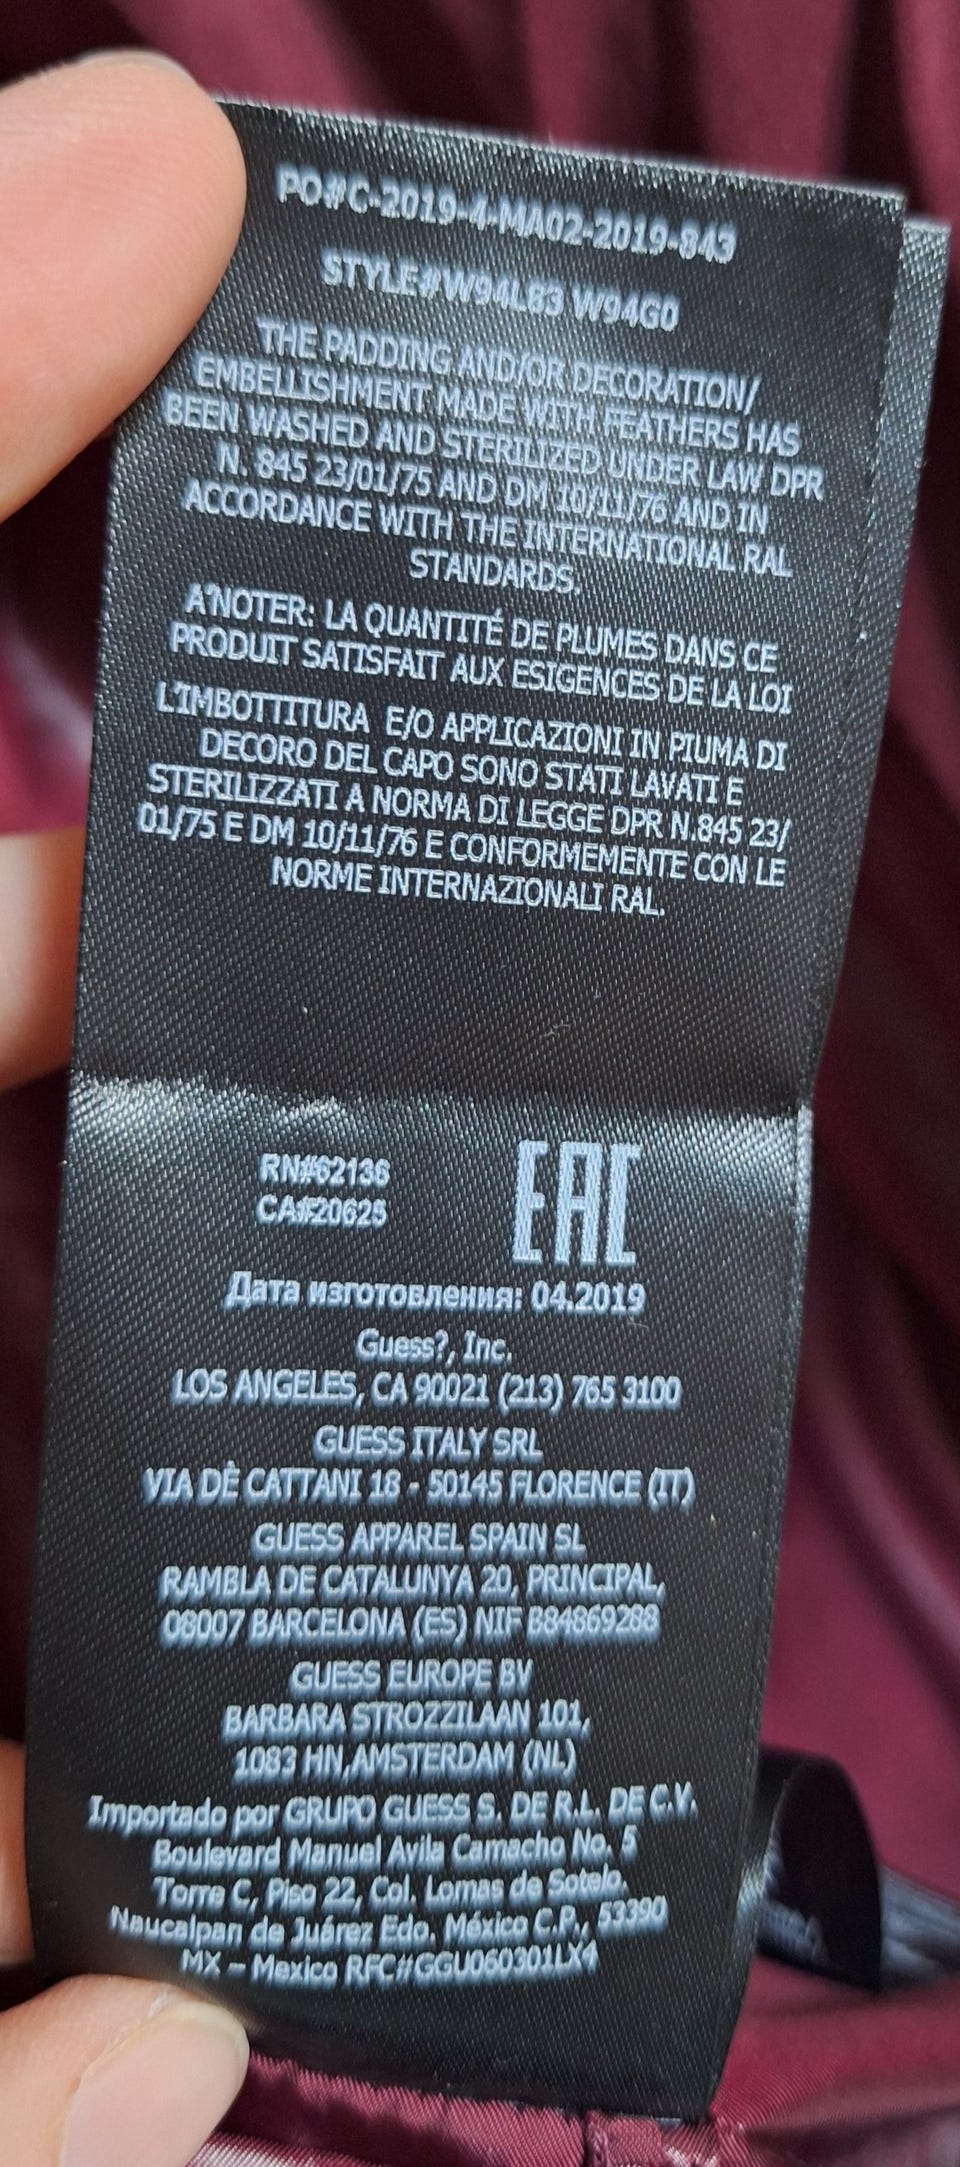 PO#C-2019-4-MA02-2019-843
STYLE#W94L83 W94G0
THE PADDING AND/OR DECORATION/
EMBELLISHMENT MADE WITH FEATHERS HAS
BEEN WASHED AND STERILIZED UNDER LAW DPR
N. 845 23/01/75 AND DM 10/11/76 AND IN
ACCORDANCE WITH THE INTERNATIONAL RAL
STANDARDS.
A'NOTER: LA QUANTITÉ DE PLUMES DANS CE
PRODUIT SATISFAIT AUX ESIGENCES DE LA LOI
L'IMBOTTITURA E/O APPLICAZIONI IN PIUMA DI
DECORO DEL CAPO SONO STATI LAVATI E
STERILIZZATI A NORMA DI LEGGE DPR N.845 23/
01/75 E DM 10/11/76 E CONFORMEMENTE CON LE
NORME INTERNAZIONALI RAL.
RN#62136
CA#20625
EAC
Дата изготовления: 04.2019
Guess?, Inc.
LOS ANGELES, CA 90021 (213) 765 3100
GUESS ITALY SRL
VIA DÈ CATTANI 18 - 50145 FLORENCE (IT)
GUESS APPAREL SPAIN SL
RAMBLA DE CATALUNYA 20, PRINCIPAL,
08007 BARCELONA (ES) NIF B84869288
GUESS EUROPE BV
BARBARA STROZZILAAN 101,
1083 HN,AMSTERDAM (NL)
Importado por GRUPO GUESS S. DE R.L. DE C.V.
Boulevard Manuel Avila Camacho No. 5
Torre C, Piso 22, Col. Lomas de Sotelo.
Naucalpan de Juárez Edo. México C.P., 53390
MX – Mexico RFC#GGU060301LX4